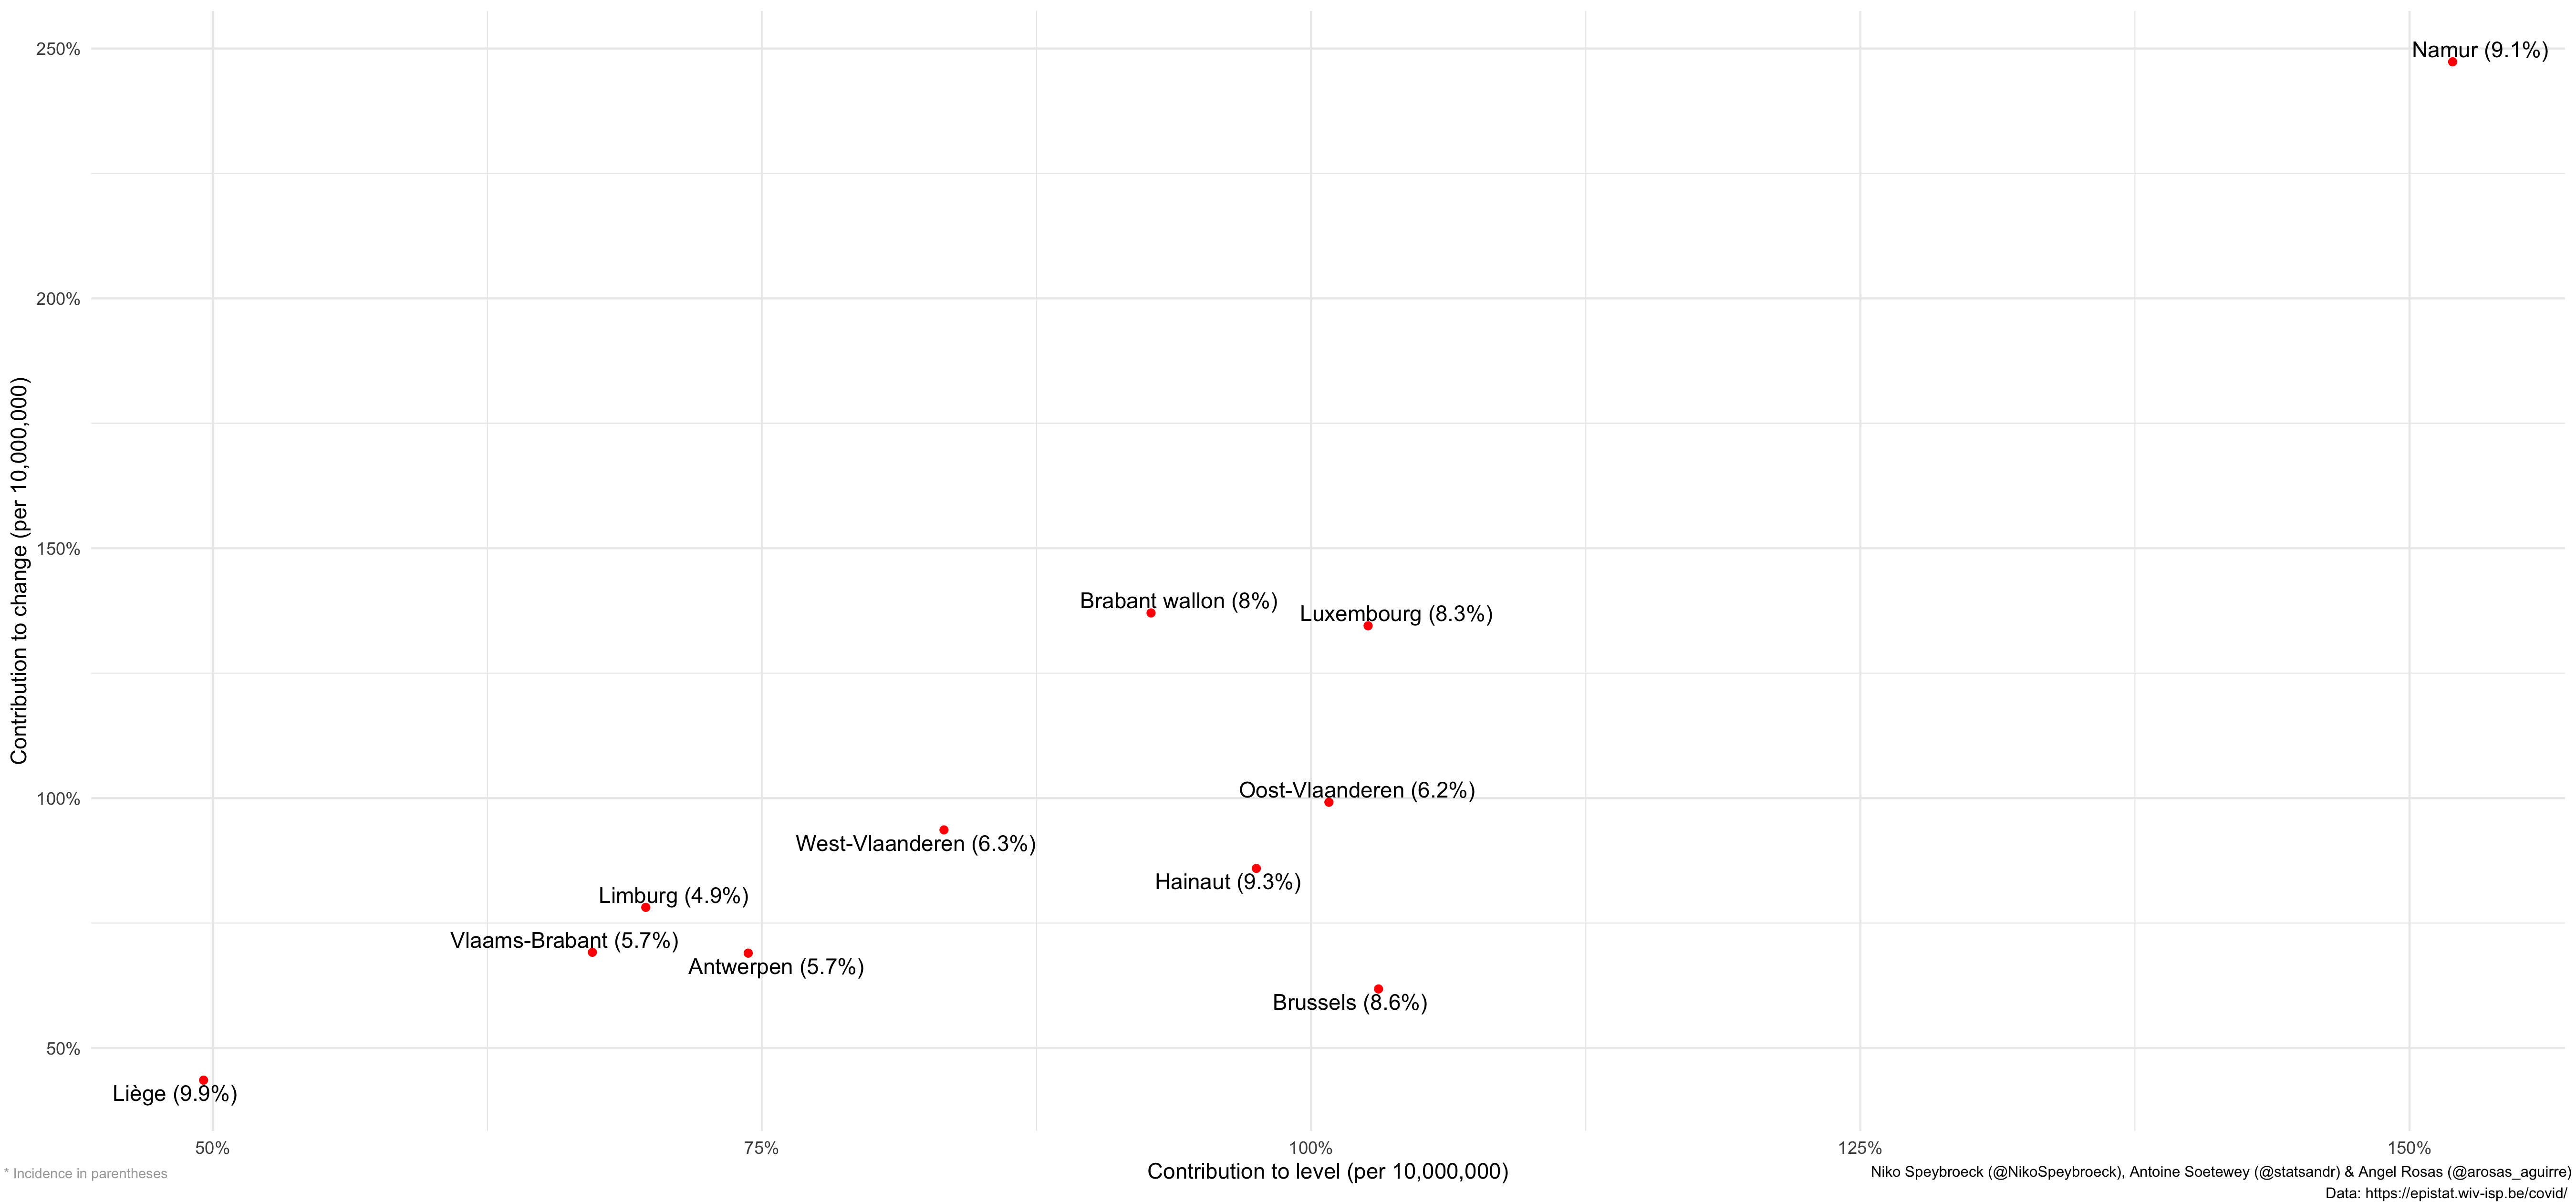 250%
200%
150%
100%
50%
Contribution to change (per 10,000,000)
Namur (9.1%)
Brabant wallon (8%)
Luxembourg (8.3%)
Oost-Vlaanderen (6.2%)
West-Vlaanderen (6.3%)
Hainaut (9.3%)
Limburg (4.9%)
Vlaams-Brabant (5.7%)
Antwerpen (5.7%)
Brussels (8.6%)
Liège (9.9%)
50%
75%
100%
125%
150%
Contribution to level (per 10,000,000)
* Incidence in parentheses
Niko Speybroeck (@NikoSpeybroeck), Antoine Soetewey (@statsandr) & Angel Rosas (@arosas_aguirre)
Data: https://epistat.wiv-isp.be/covid/